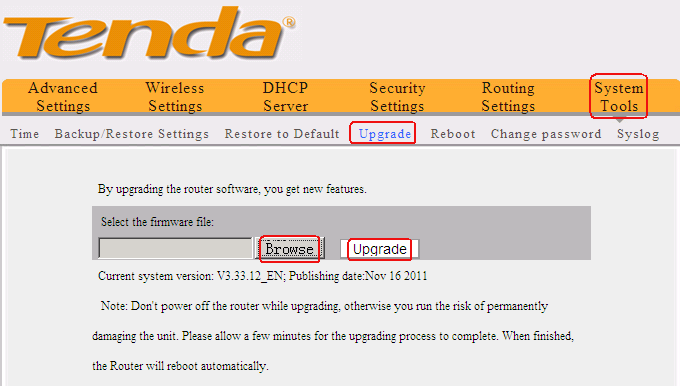 Tenda®
Advanced Settings
Wireless Settings
DHCP Server
Security Settings
Routing Settings
System Tools
Time Backup/Restore Settings Restore to Default Upgrade Reboot Change password Syslog
By upgrading the router software, you get new features.
Select the firmware file:
Browse Upgrade
Current system version: V3.33.12_EN; Publishing date:Nov 16 2011
Note: Don't power off the router while upgrading, otherwise you run the risk of permanently
damaging the unit. Please allow a few minutes for the upgrading process to complete. When finished,
the Router will reboot automatically.